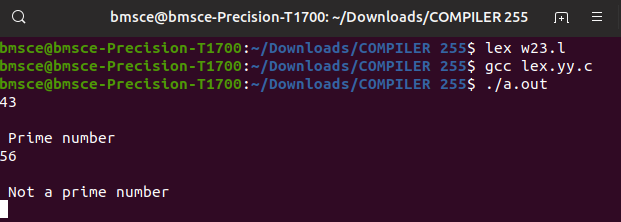 bmsce@bmsce-Precision-T1700: ~/Downloads/COMPILER 255
bmsce@bmsce-Precision-T1700:~/Downloads/COMPILER 255$ lex w23.l
bmsce@bmsce-Precision-T1700:~/Downloads/COMPILER 255$ gcc lex.yy.c
bmsce@bmsce-Precision-T1700:~/Downloads/COMPILER 255$ ./a.out
43
Prime number
56
Not a prime number